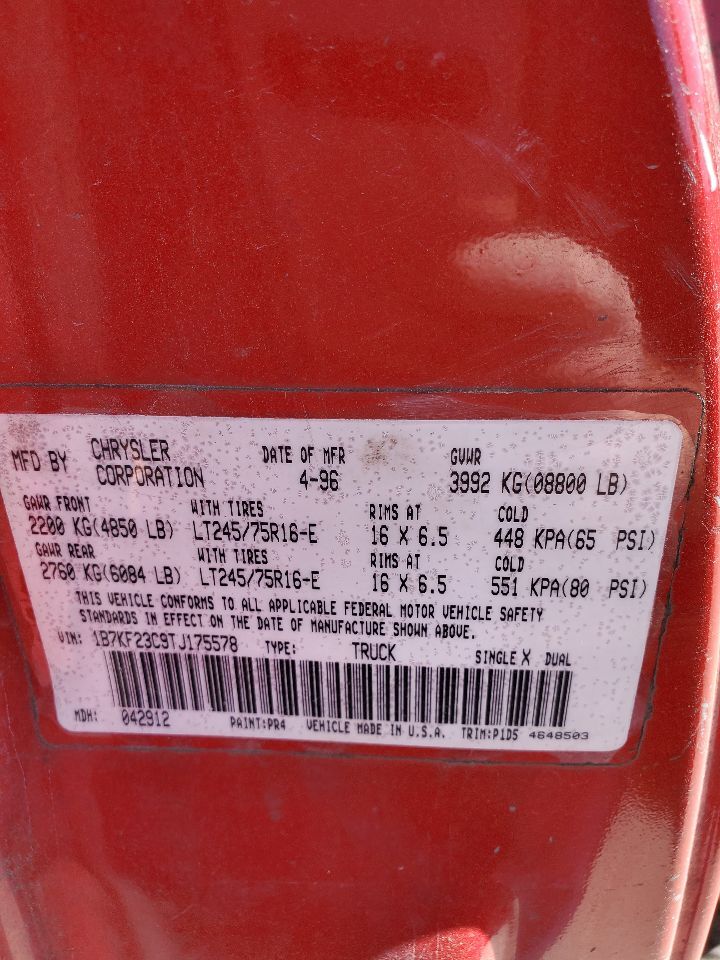 MFD BY CHRYSLER CORPORATION DATE OF MFR 4-96 GVWR 3992 KG(08800 LB)
GAWR FRONT WITH TIRES RIMS AT COLD
2200 KG(4850 LB) LT245/75R16-E 16 X 6.5 448 KPA(65 PSI)
GAWR REAR WITH TIRES RIMS AT COLD
2760 KG(6084 LB) LT245/75R16-E 16 X 6.5 551 KPA(80 PSI)
THIS VEHICLE CONFORMS TO ALL APPLICABLE FEDERAL MOTOR VEHICLE SAFETY
STANDARDS IN EFFECT ON THE DATE OF MANUFACTURE SHOWN ABOVE.
VIN: 1B7KF23C9TJ175578 TYPE: TRUCK SINGLE X DUAL
MDH: 042912 PAINT:PR4 VEHICLE MADE IN U.S.A. TRIM:P1D5 4648503